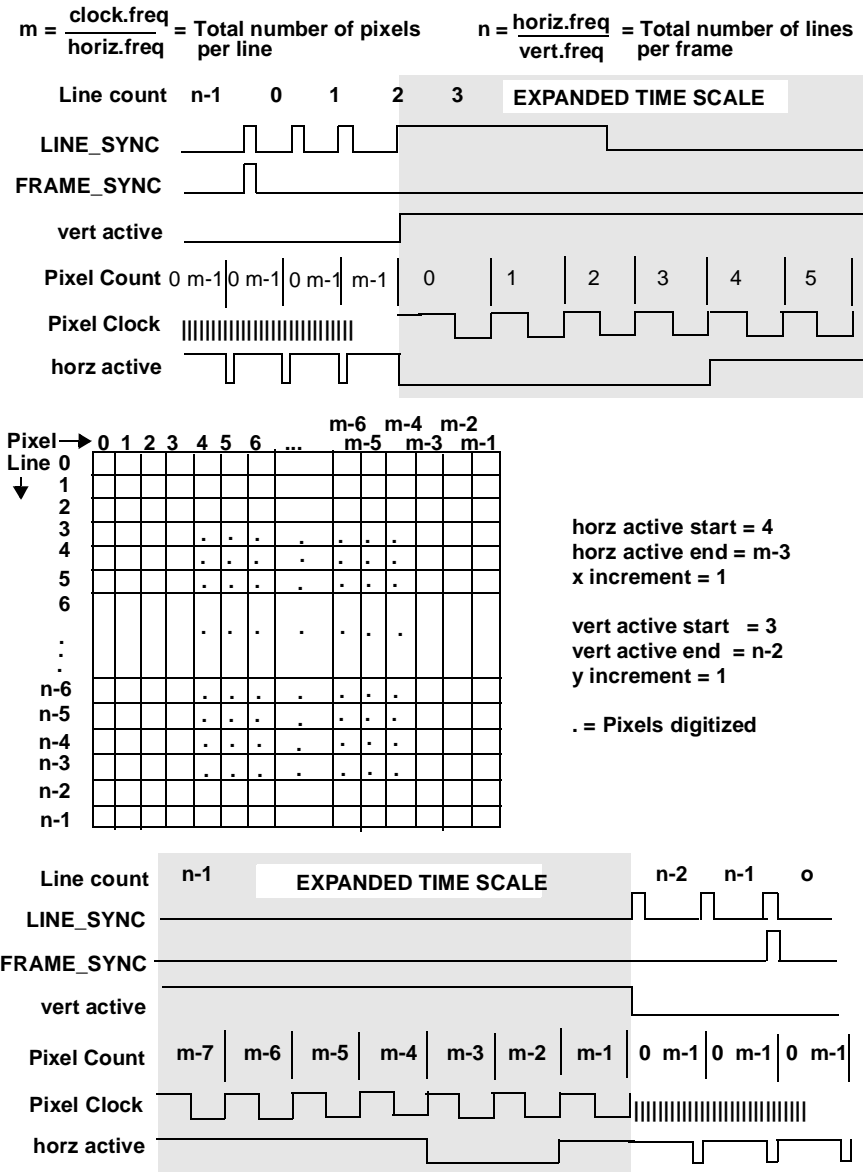 m = clock.freq / horiz.freq = Total number of pixels per line
n = horiz.freq / vert.freq = Total number of lines per frame
Line count n-1 0 1 2 3 EXPANDED TIME SCALE
LINE_SYNC
FRAME_SYNC
vert active
Pixel Count 0 m-1 0 m-1 0 m-1 m-1 0 1 2 3 4 5
Pixel Clock
horz active
m-6 m-4 m-2
Pixel 0 1 2 3 4 5 6 ... m-5 m-3 m-1
Line 0
1
2
3
4
5
6
.
.
.
n-6
n-5
n-4
n-3
n-2
n-1
horz active start = 4
horz active end = m-3
x increment = 1
vert active start = 3
vert active end = n-2
y increment = 1
. = Pixels digitized
Line count n-1 EXPANDED TIME SCALE n-2 n-1 o
LINE_SYNC
FRAME_SYNC
vert active
Pixel Count m-7 m-6 m-5 m-4 m-3 m-2 m-1 0 m-1 0 m-1 0 m-1
Pixel Clock
horz active